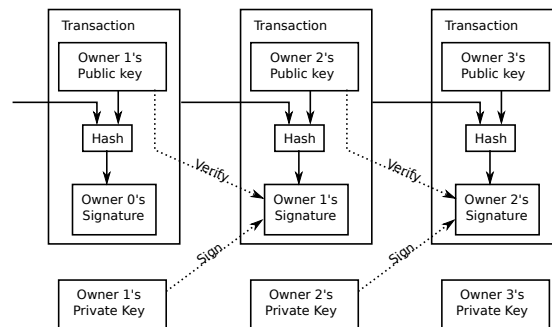 Transaction
Owner 1's
Public key
Hash
Owner 0's
Signature
Transaction
Owner 2's
Public key
Hash
Verify
Owner 1's
Signature
Sign
Transaction
Owner 3's
Public key
Hash
Verify
Owner 2's
Signature
Sign
Owner 1's
Private Key
Owner 2's
Private Key
Owner 3's
Private Key